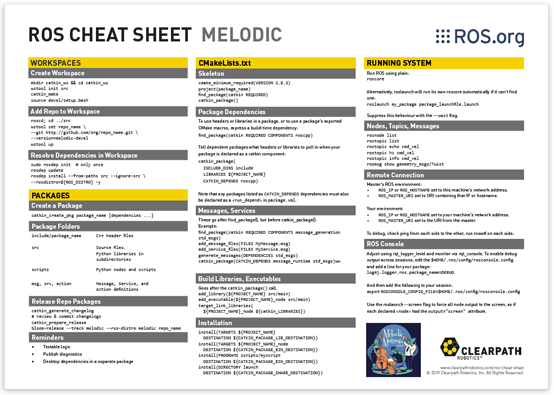 ROS CHEAT SHEET MELODIC
ROS.org
WORKSPACES
Create Workspace
mkdir catkin_ws && cd catkin_ws
wstool init src
catkin_make
source devel/setup.bash
Add Repo to Workspace
roscd; cd ../src
wstool set repo_name \
--git http://github.com/org/repo_name.git \
--version=melodic-devel
wstool up
Resolve Dependencies in Workspace
sudo rosdep init # only once
rosdep update
rosdep install --from-paths src --ignore-src \
--rosdistro=${ROS_DISTRO} -y
PACKAGES
Create a Package
catkin_create_pkg package_name [dependencies ...]
Package Folders
include/package_name C++ header files
src Source files.
Python libraries in
subdirectories
scripts Python nodes and scripts
msg, srv, action Message, Service, and
Action definitions
Release Repo Packages
catkin_generate_changelog
# review & commit changelogs
catkin_prepare_release
bloom-release --track melodic --ros-distro melodic repo_name
Reminders
• Testable logic
• Publish diagnostics
• Desktop dependencies in a separate package
CMakeLists.txt
Skeleton
cmake_minimum_required(VERSION 2.8.3)
project(package_name)
find_package(catkin REQUIRED)
catkin_package()
Package Dependencies
To use headers or libraries in a package, or to use a package's exported
CMake macros, express a build-time dependency:
find_package(catkin REQUIRED COMPONENTS roscpp)
Tell dependent packages what headers or libraries to pull in when your
package is declared as a catkin component:
catkin_package(
INCLUDE_DIRS include
LIBRARIES ${PROJECT_NAME}
CATKIN_DEPENDS roscpp)
Note that any packages listed as CATKIN_DEPENDS dependencies must also
be declared as a <run_depend> in package.xml.
Messages, Services
These go after find_package(), but before catkin_package().
Example:
find_package(catkin REQUIRED COMPONENTS message_generation
std_msgs)
add_message_files(FILES MyMessage.msg)
add_service_files(FILES MyService.msg)
generate_messages(DEPENDENCIES std_msgs)
catkin_package(CATKIN_DEPENDS message_runtime std_msgs)ww
Build Libraries, Executables
Goes after the catkin_package() call.
add_library(${PROJECT_NAME} src/main)
add_executable(${PROJECT_NAME}_node src/main)
target_link_libraries(
${PROJECT_NAME}_node ${catkin_LIBRARIES})
Installation
install(TARGETS ${PROJECT_NAME}
DESTINATION ${CATKIN_PACKAGE_LIB_DESTINATION})
install(TARGETS ${PROJECT_NAME}_node
DESTINATION ${CATKIN_PACKAGE_BIN_DESTINATION})
install(PROGRAMS scripts/myscript
DESTINATION ${CATKIN_PACKAGE_BIN_DESTINATION})
install(DIRECTORY launch
DESTINATION ${CATKIN_PACKAGE_SHARE_DESTINATION})
RUNNING SYSTEM
Run ROS using plain:
roscore
Alternatively, roslaunch will run its own roscore automatically if it can't find
one:
roslaunch my_package package_launchfile.launch
Suppress this behaviour with the --wait flag.
Nodes, Topics, Messages
rosnode list
rostopic list
rostopic echo cmd_vel
rostopic hz cmd_vel
rostopic info cmd_vel
rosmsg show geometry_msgs/Twist
Remote Connection
Master's ROS environment:
• ROS_IP or ROS_HOSTNAME set to this machine's network address.
• ROS_MASTER_URI set to URI containing that IP or hostname.
Your environment:
• ROS_IP or ROS_HOSTNAME set to your machine's network address.
• ROS_MASTER_URI set to the URI from the master.
To debug, check ping from each side to the other, run roswtf on each side.
ROS Console
Adjust using rqt_logger_level and monitor via rqt_console. To enable debug
output across sessions, edit the $HOME/.ros/config/rosconsole.config
and add a line for your package:
log4j.logger.ros.package_name=DEBUG
And then add the following to your session:
export ROSCONSOLE_CONFIG_FILE=$HOME/.ros/config/rosconsole.config
Use the roslaunch --screen flag to force all node output to the screen, as if
each declared <node> had the output="screen" attribute.
CLEARPATH
ROBOTICS
www.clearpathrobotics.com/ros-cheat-sheet
© 2019 Clearpath Robotics, Inc. All Rights Reserved.